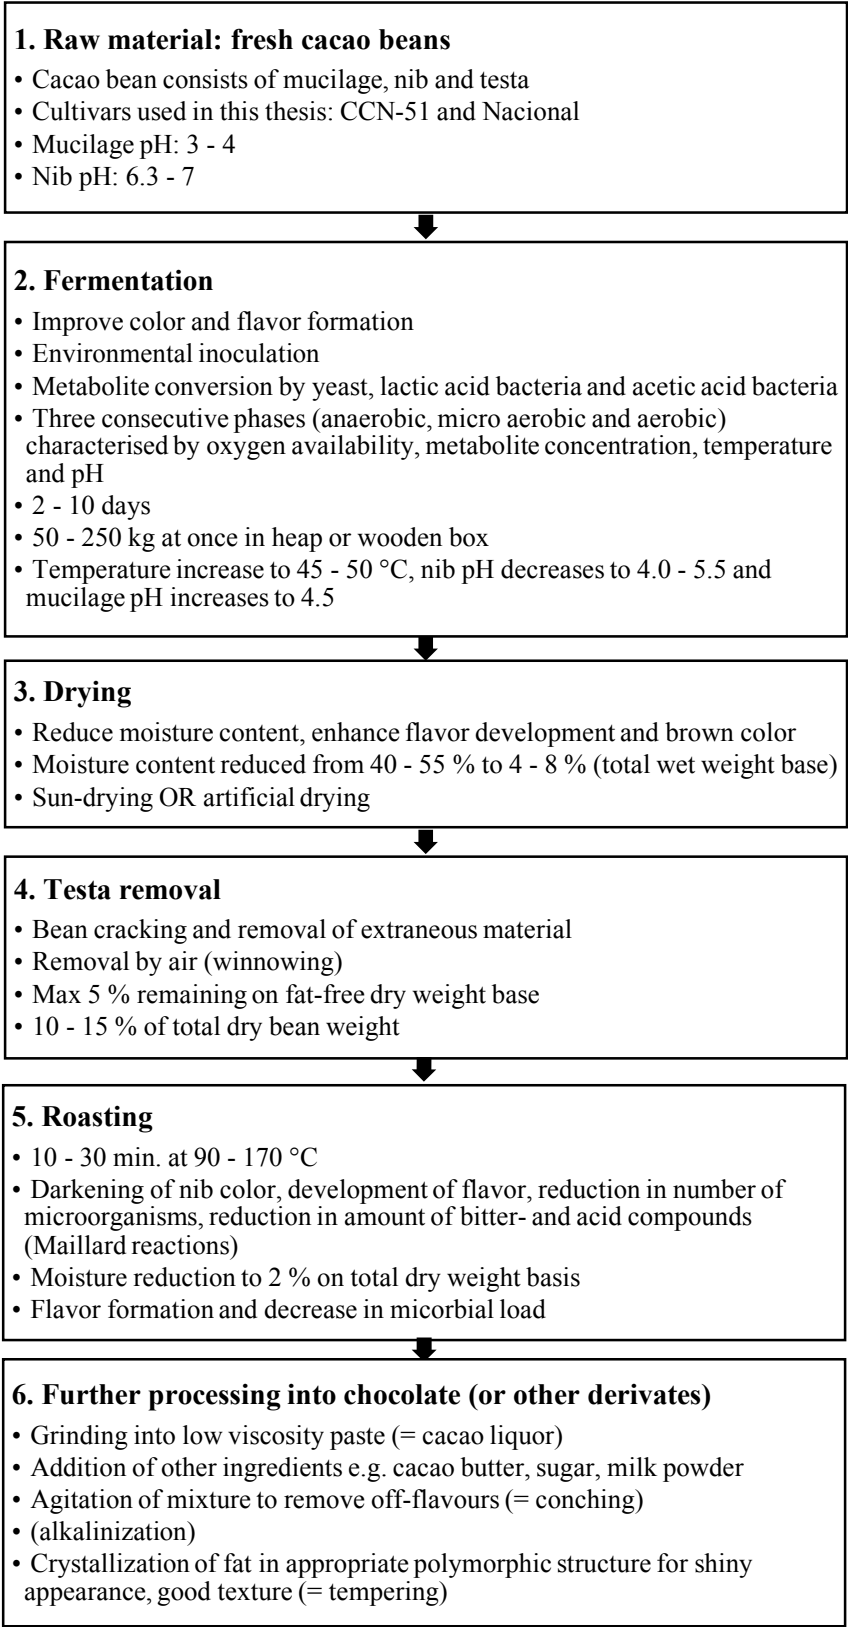 1. Raw material: fresh cacao beans
• Cacao bean consists of mucilage, nib and testa
• Cultivars used in this thesis: CCN-51 and Nacional
• Mucilage pH: 3 - 4
• Nib pH: 6.3 - 7
2. Fermentation
• Improve color and flavor formation
• Environmental inoculation
• Metabolite conversion by yeast, lactic acid bacteria and acetic acid bacteria
• Three consecutive phases (anaerobic, micro aerobic and aerobic)
characterised by oxygen availability, metabolite concentration, temperature
and pH
• 2 - 10 days
• 50 - 250 kg at once in heap or wooden box
• Temperature increase to 45 - 50 °C, nib pH decreases to 4.0 - 5.5 and
mucilage pH increases to 4.5
3. Drying
• Reduce moisture content, enhance flavor development and brown color
• Moisture content reduced from 40 - 55 % to 4 - 8 % (total wet weight base)
• Sun-drying OR artificial drying
4. Testa removal
• Bean cracking and removal of extraneous material
• Removal by air (winnowing)
• Max 5 % remaining on fat-free dry weight base
• 10 - 15 % of total dry bean weight
5. Roasting
• 10 - 30 min. at 90 - 170 °C
• Darkening of nib color, development of flavor, reduction in number of
microorganisms, reduction in amount of bitter- and acid compounds
(Maillard reactions)
• Moisture reduction to 2 % on total dry weight basis
• Flavor formation and decrease in micorbial load
6. Further processing into chocolate (or other derivates)
• Grinding into low viscosity paste (= cacao liquor)
• Addition of other ingredients e.g. cacao butter, sugar, milk powder
• Agitation of mixture to remove off-flavours (= conching)
• (alkalinization)
• Crystallization of fat in appropriate polymorphic structure for shiny
appearance, good texture (= tempering)